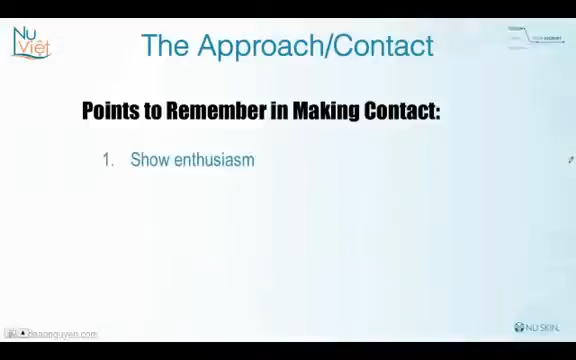 Nu
Việt
The Approach/Contact
Points to Remember in Making Contact:
1. Show enthusiasm
NU SKIN